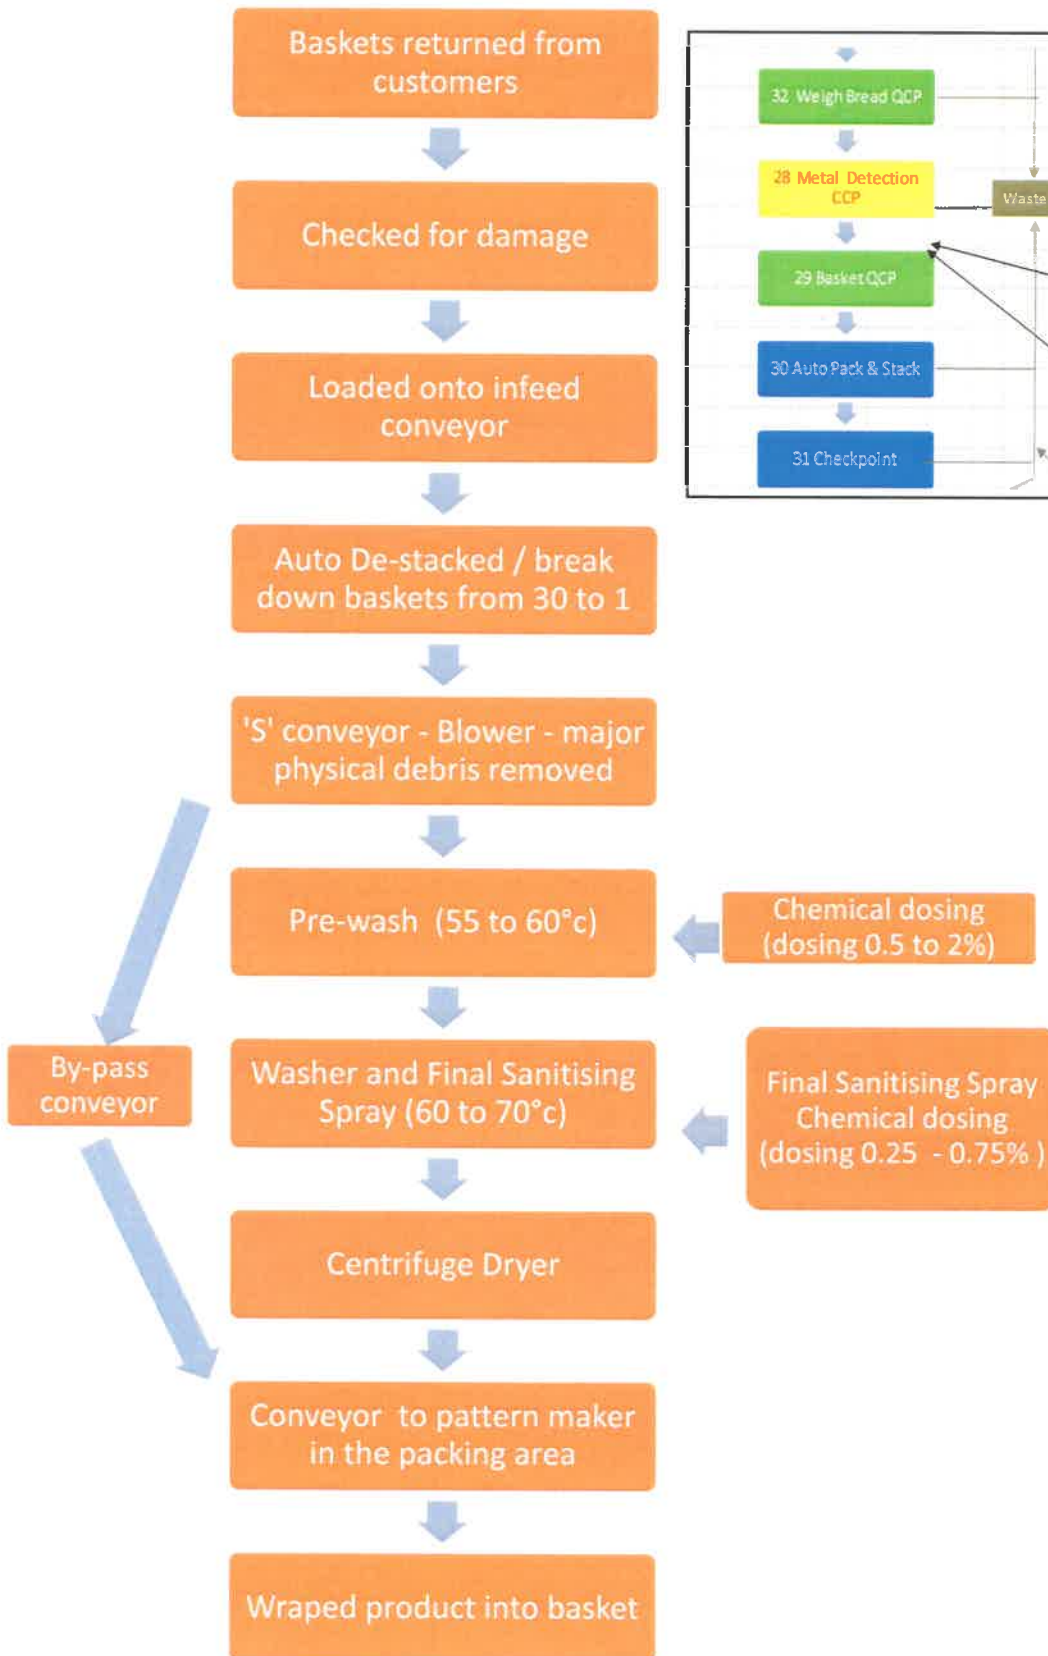 Baskets returned from
customers
Checked for damage
Loaded onto infeed
conveyor
Auto De-stacked / break
down baskets from 30 to 1
'S' conveyor - Blower - major
physical debris removed
Pre-wash (55 to 60°c)
Chemical dosing
(dosing 0.5 to 2%)
By-pass
conveyor
Washer and Final Sanitising
Spray (60 to 70°c)
Final Sanitising Spray
Chemical dosing
(dosing 0.25 - 0.75% )
Centrifuge Dryer
Conveyor to pattern maker
in the packing area
Wraped product into basket
32 Weigh Bread QCP
28 Metal Detection
CCP
Waste
29 Basket QCP
30 Auto Pack & Stack
31 Checkpoint